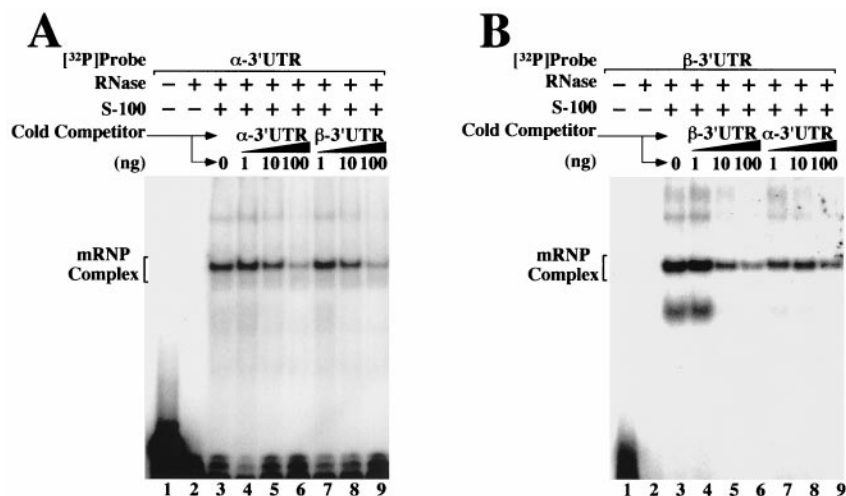 A
[32P]Probe α-3'UTR
RNase – + + + + + + + +
S-100 – – + + + + + + +
Cold Competitor α-3'UTR β-3'UTR
(ng) 0 1 10 100 1 10 100
mRNP
Complex
1 2 3 4 5 6 7 8 9
B
[32P]Probe β-3'UTR
RNase – + + + + + + + +
S-100 – – + + + + + + +
Cold Competitor β-3'UTR α-3'UTR
(ng) 0 1 10 100 1 10 100
mRNP
Complex
1 2 3 4 5 6 7 8 9